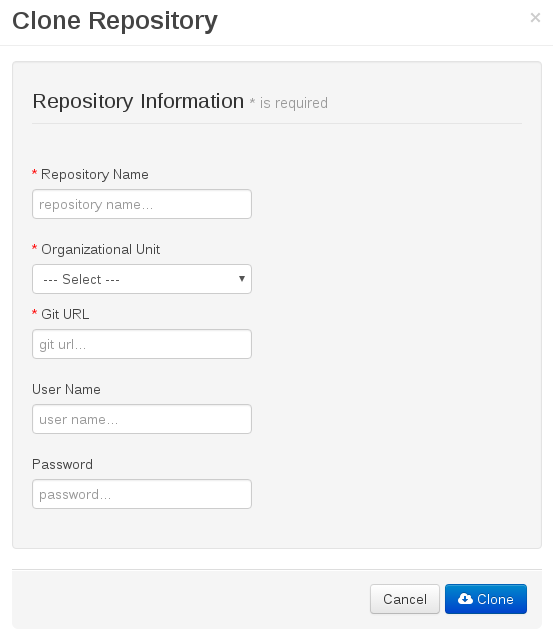 Clone Repository ×
Repository Information * is required
* Repository Name
repository name...
* Organizational Unit
--- Select ---
* Git URL
git url...
User Name
user name...
Password
password...
Cancel Clone